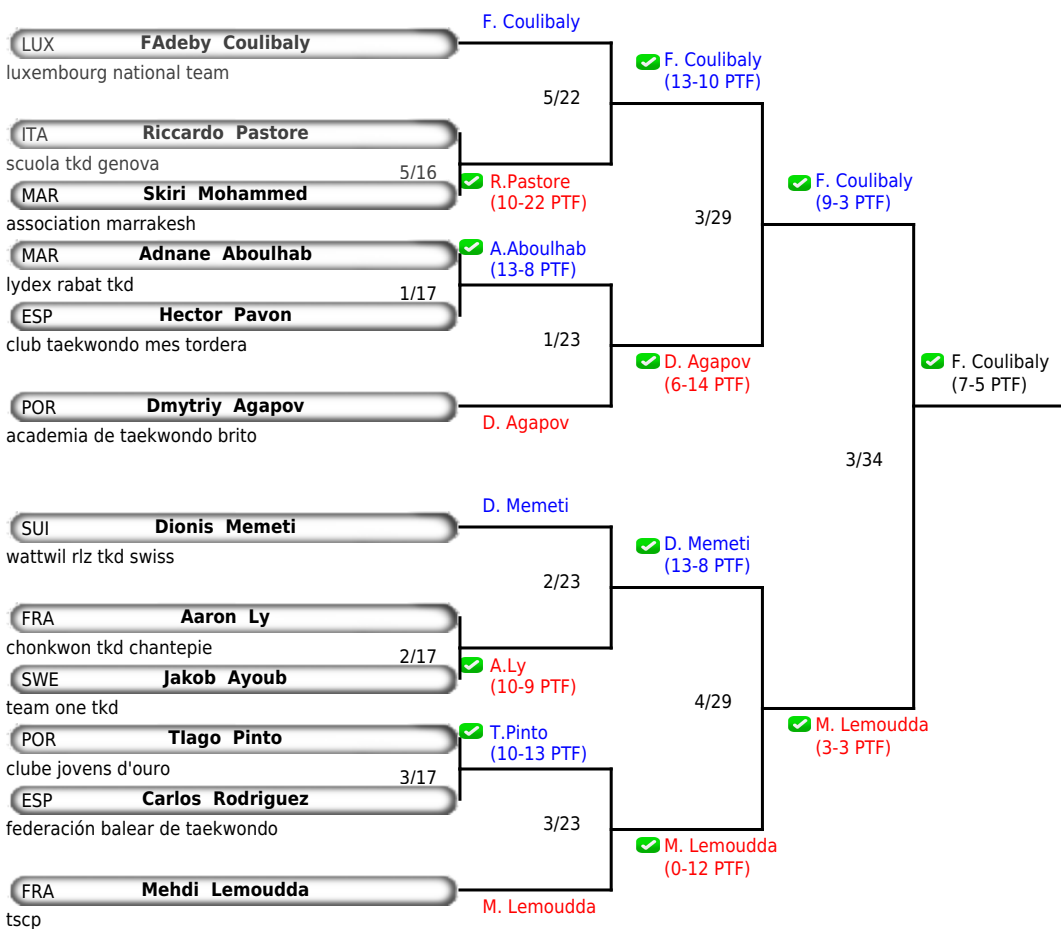 F. Coulibaly
LUX FAdeby Coulibaly
luxembourg national team
F. Coulibaly
(13-10 PTF)
5/22
ITA Riccardo Pastore
scuola tkd genova
5/16
R.Pastore
(10-22 PTF)
MAR Skiri Mohammed
association marrakesh
F. Coulibaly
(9-3 PTF)
3/29
MAR Adnane Aboulhab
lydex rabat tkd
A.Aboulhab
(13-8 PTF)
1/17
ESP Hector Pavon
club taekwondo mes tordera
1/23
D. Agapov
(6-14 PTF)
F. Coulibaly
(7-5 PTF)
POR Dmytriy Agapov
academia de taekwondo brito
D. Agapov
3/34
D. Memeti
SUI Dionis Memeti
wattwil rlz tkd swiss
D. Memeti
(13-8 PTF)
2/23
FRA Aaron Ly
chonkwon tkd chantepie
2/17
A.Ly
(10-9 PTF)
SWE Jakob Ayoub
team one tkd
4/29
M. Lemoudda
(3-3 PTF)
POR TIago Pinto
clube jovens d'ouro
T.Pinto
(10-13 PTF)
3/17
ESP Carlos Rodriguez
federación balear de taekwondo
3/23
M. Lemoudda
(0-12 PTF)
FRA Mehdi Lemoudda
tscp
M. Lemoudda